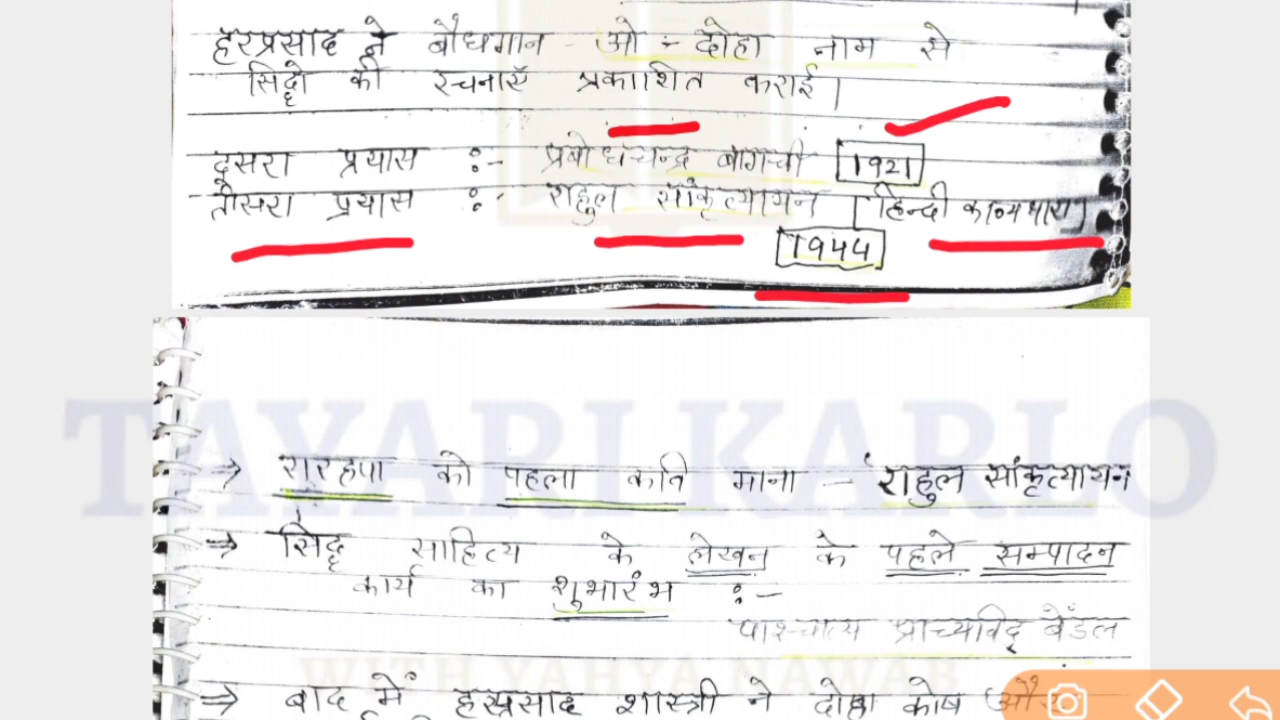 हरप्रसाद ने बौधगान - ओ - दोहा नाम से
सिद्धो की रचनाएँ प्रकाशित कराई।
दुसरा प्रयास :- प्रबोधचन्द्र बागची 1921
तीसरा प्रयास :- राहुल सांकृत्यायन | हिन्दी काव्यधारा
1944
TAYARI KARLO
→ सरहपा को पहला कवि माना - राहुल सांकृत्यायन
→ सिद्ध साहित्य के लेखन के पहले सम्पादन
कार्य का शुभारंभ :-
पाश्चात्य प्राच्यविद् बेंडल
WITH YAHYA NAWAB
→ बाद में हरप्रसाद शास्त्री ने दोहा कोष और